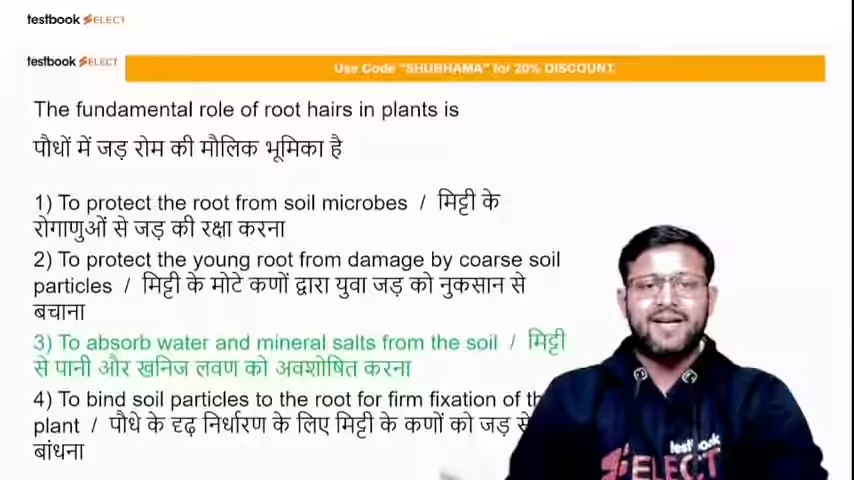 testbook SELECT
testbook SELECT
Use Code "SHUBHAMA" for 20% DISCOUNT.
The fundamental role of root hairs in plants is
पौधों में जड़ रोम की मौलिक भूमिका है
1) To protect the root from soil microbes / मिट्टी के
रोगाणुओं से जड़ की रक्षा करना
2) To protect the young root from damage by coarse soil
particles / मिट्टी के मोटे कणों द्वारा युवा जड़ को नुकसान से
बचाना
3) To absorb water and mineral salts from the soil / मिट्टी
से पानी और खनिज लवण को अवशोषित करना
4) To bind soil particles to the root for firm fixation of
plant / पौधे के दृढ़ निर्धारण के लिए मिट्टी के कणों को जड़ से
बांधना
testbook
SELECT